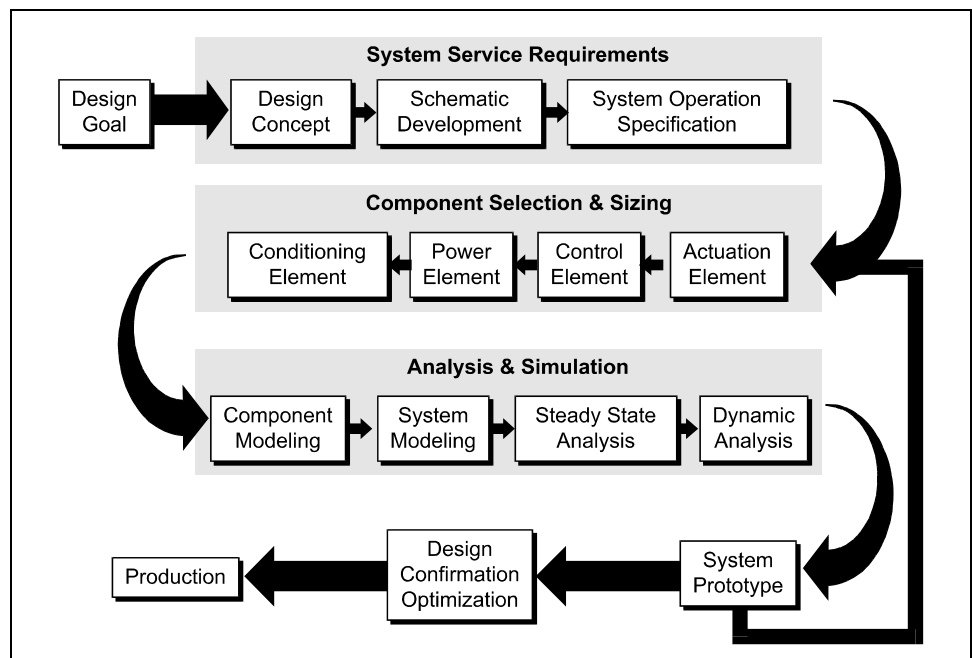 System Service Requirements
Design
Goal
Design
Concept
Schematic
Development
System Operation
Specification
Component Selection & Sizing
Conditioning
Element
Power
Element
Control
Element
Actuation
Element
Analysis & Simulation
Component
Modeling
System
Modeling
Steady State
Analysis
Dynamic
Analysis
Production
Design
Confirmation
Optimization
System
Prototype